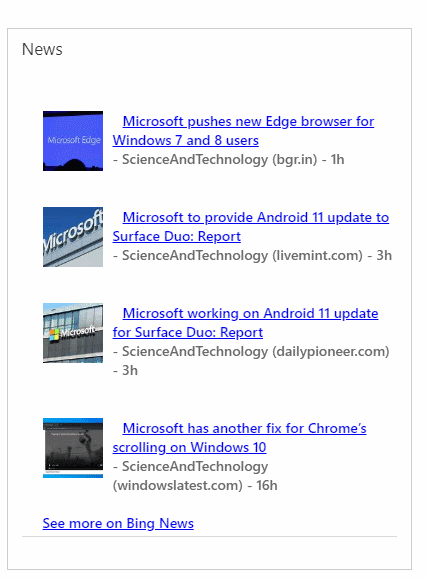 News
Microsoft Edge
Microsoft pushes new Edge browser for
Windows 7 and 8 users
- ScienceAndTechnology (bgr.in) - 1h
Microsoft
Microsoft to provide Android 11 update to
Surface Duo: Report
- ScienceAndTechnology (livemint.com) - 3h
Microsoft
Microsoft working on Android 11 update
for Surface Duo: Report
- ScienceAndTechnology (dailypioneer.com)
- 3h
Microsoft has another fix for Chrome’s
scrolling on Windows 10
- ScienceAndTechnology
(windowslatest.com) - 16h
See more on Bing News